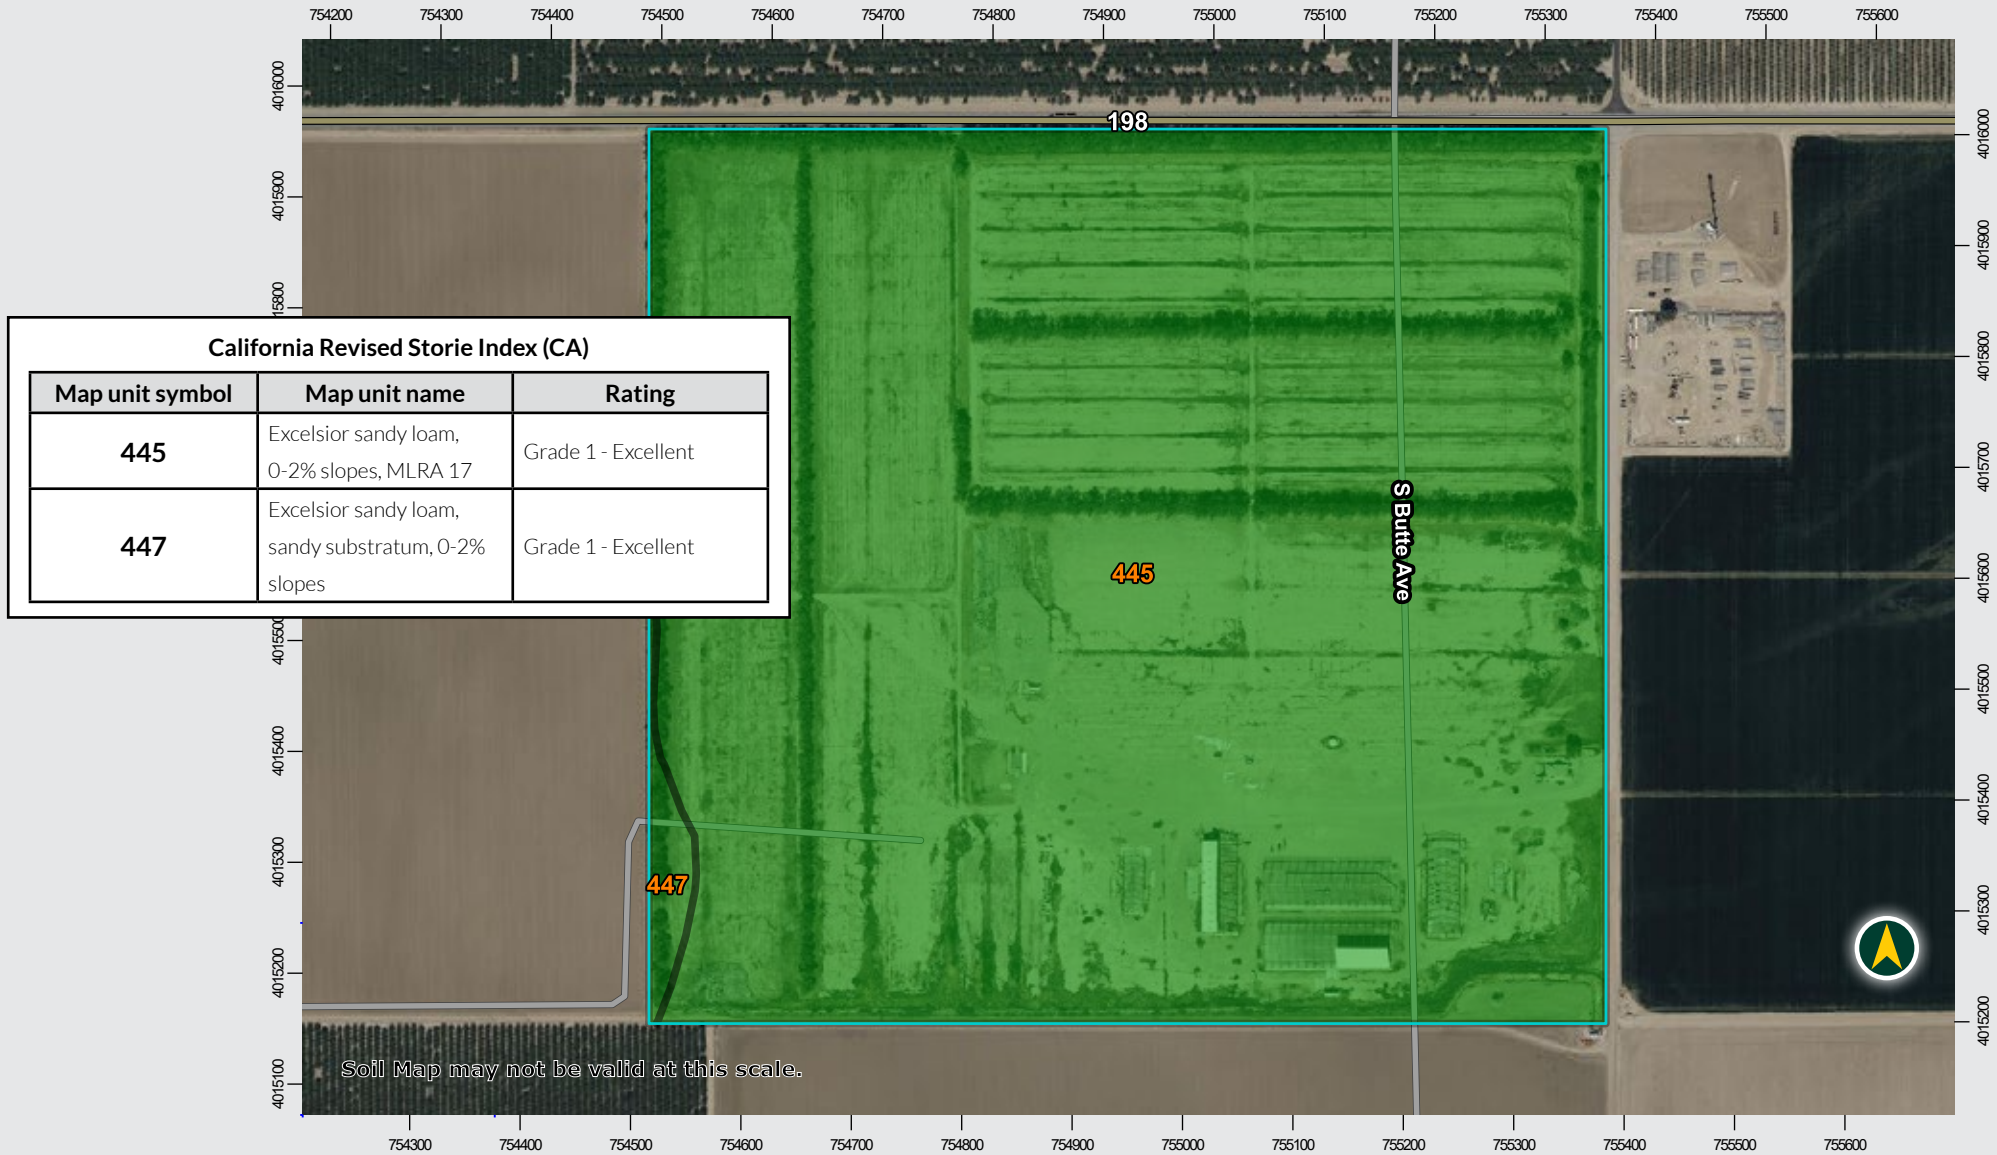 754200 754300 754400 754500 754600 754700 754800 754900 755000 755100 755200 755300 755400 755500 755600
4016000
4015900
15800
4015400
4015300
4015200
4015100
4016000
4015900
4015800
4015700
4015600
4015500
4015400
4015300
4015200
198
California Revised Storie Index (CA)
Map unit symbol Map unit name Rating
445 Excelsior sandy loam, 0-2% slopes, MLRA 17 Grade 1 - Excellent
447 Excelsior sandy loam, sandy substratum, 0-2% slopes Grade 1 - Excellent
S Butte Ave
445
447
Soil Map may not be valid at this scale.
754300 754400 754500 754600 754700 754800 754900 755000 755100 755200 755300 755400 755500 755600